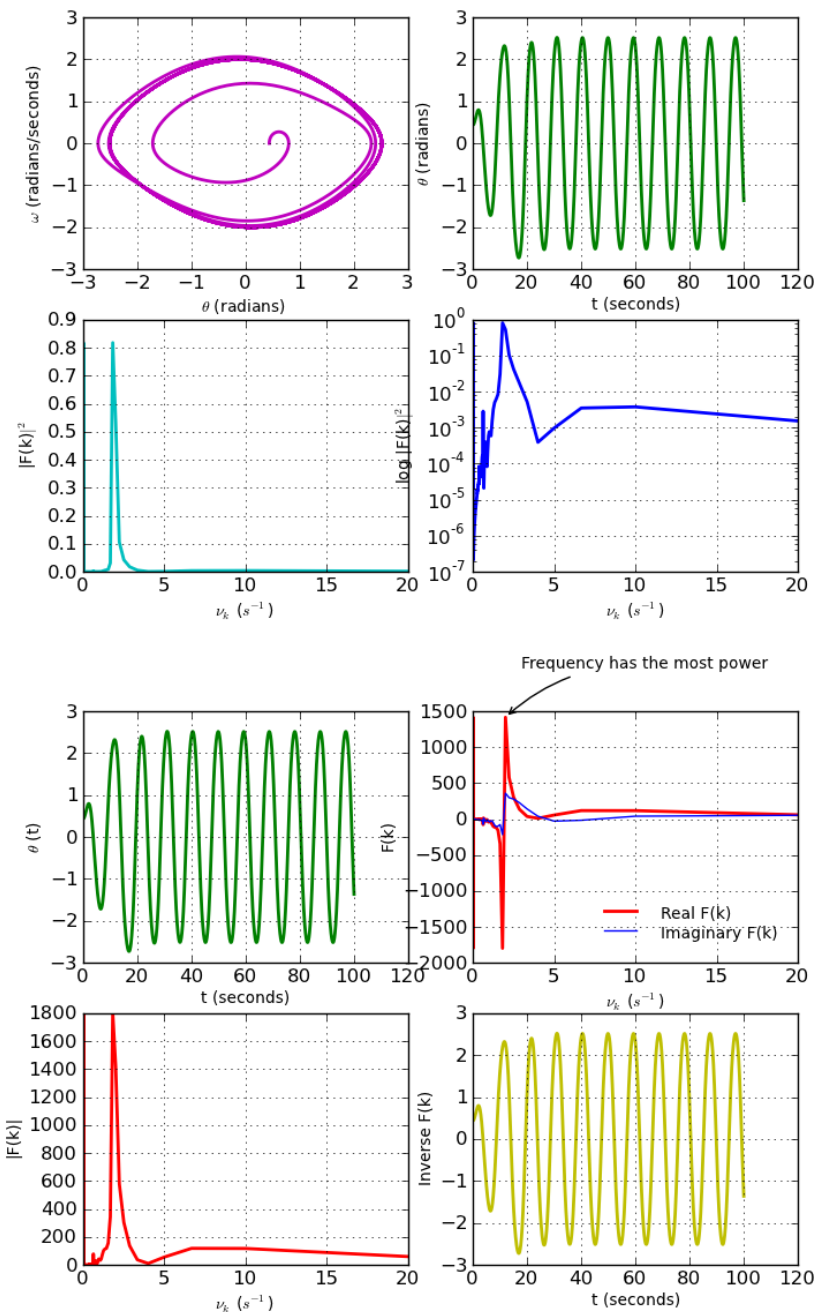 3
2
1
0
−1
−2
−3
−3 −2 −1 0 1 2 3
ω (radians/seconds)
θ (radians)
3
2
1
0
−1
−2
−3
0 20 40 60 80 100 120
θ (radians)
t (seconds)
0.9
0.8
0.7
0.6
0.5
0.4
0.3
0.2
0.1
0.0
0 5 10 15 20
|F(k)|²
νₖ (s⁻¹)
10⁰
10⁻¹
10⁻²
10⁻³
10⁻⁴
10⁻⁵
10⁻⁶
10⁻⁷
0 5 10 15 20
log |F(k)|²
νₖ (s⁻¹)
Frequency has the most power
3
2
1
0
−1
−2
−3
0 20 40 60 80 100 120
θ (t)
t (seconds)
1500
1000
500
0
−500
−1000
−1500
−2000
0 5 10 15 20
F(k)
Real F(k)
Imaginary F(k)
νₖ (s⁻¹)
1800
1600
1400
1200
1000
800
600
400
200
0
0 5 10 15 20
|F(k)|
νₖ (s⁻¹)
3
2
1
0
−1
−2
−3
0 20 40 60 80 100 120
Inverse F(k)
t (seconds)